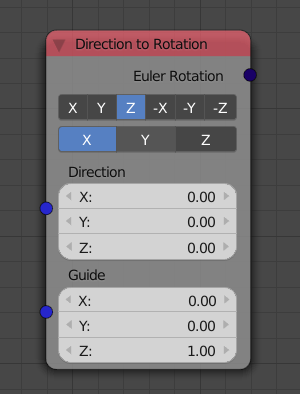 Direction to Rotation
Euler Rotation
X Y Z -X -Y -Z
X Y Z
Direction
X: 0.00
Y: 0.00
Z: 0.00
Guide
X: 0.00
Y: 0.00
Z: 1.00